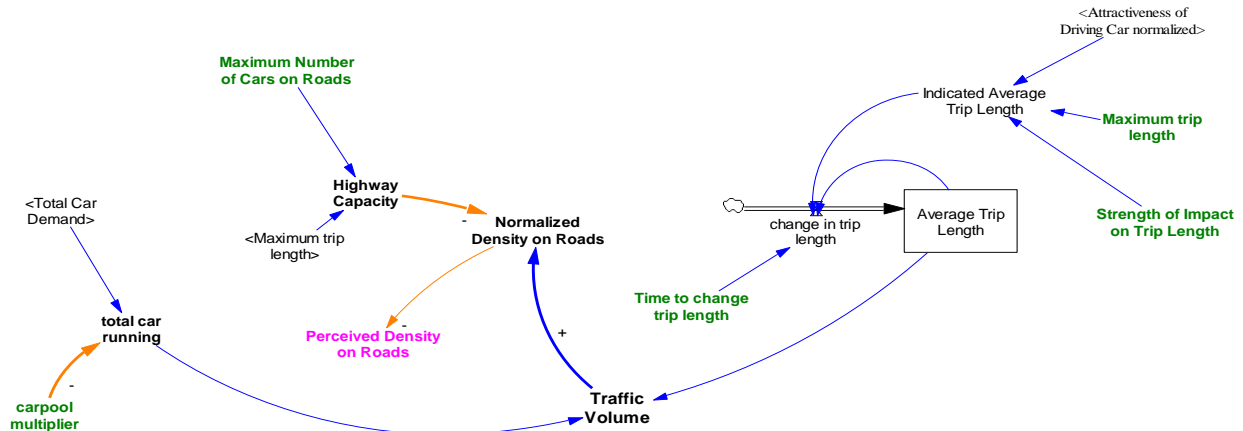 <Attractiveness of
Driving Car normalized>
Maximum Number
of Cars on Roads
Indicated Average
Trip Length
Maximum trip
length
Highway
Capacity
-
<Total Car
Demand>
Normalized
Density on Roads
Average Trip
Length
change in trip
length
Strength of Impact
on Trip Length
<Maximum trip
length>
Time to change
trip length
total car
running
-
Perceived Density
on Roads
+
-
carpool
multiplier
Traffic
Volume